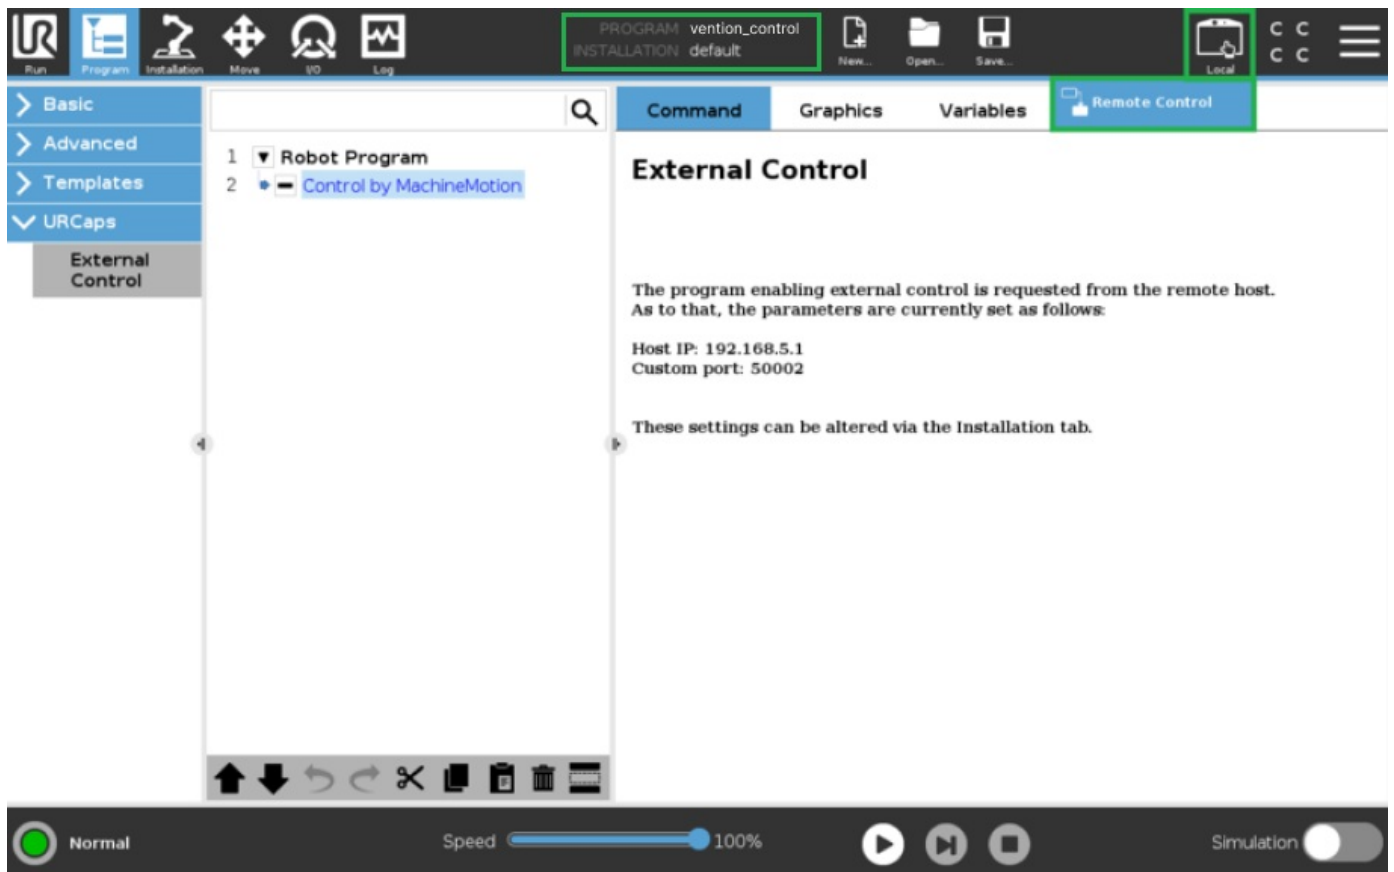 UR
Run
Program
Installation
Move
I/O
Log
PROGRAM vention_control
INSTALLATION default
New...
Open...
Save...
Local
C C
C C
Basic
Advanced
Templates
URCaps
External
Control
1 Robot Program
2 Control by MachineMotion
Command
Graphics
Variables
Remote Control
External Control
The program enabling external control is requested from the remote host.
As to that, the parameters are currently set as follows:
Host IP: 192.168.5.1
Custom port: 50002
These settings can be altered via the Installation tab.
Normal
Speed
100%
Simulation